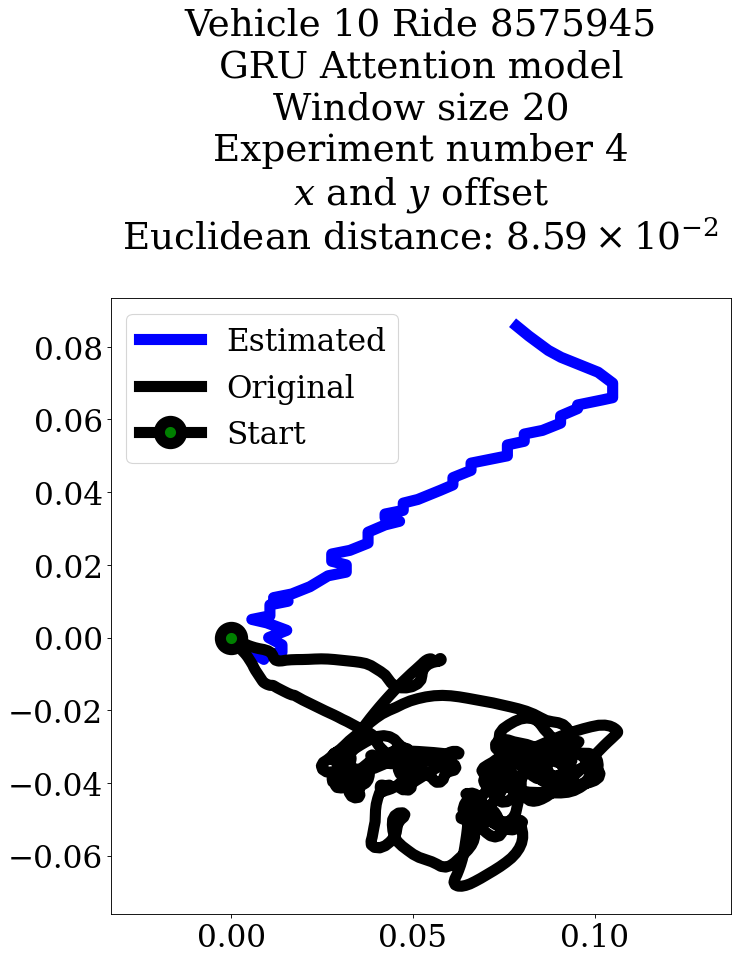 Vehicle 10 Ride 8575945
GRU Attention model
Window size 20
Experiment number 4
x and y offset
Euclidean distance: 8.59 × 10⁻²
Estimated
Original
Start
0.08
0.06
0.04
0.02
0.00
−0.02
−0.04
−0.06
0.00 0.05 0.10